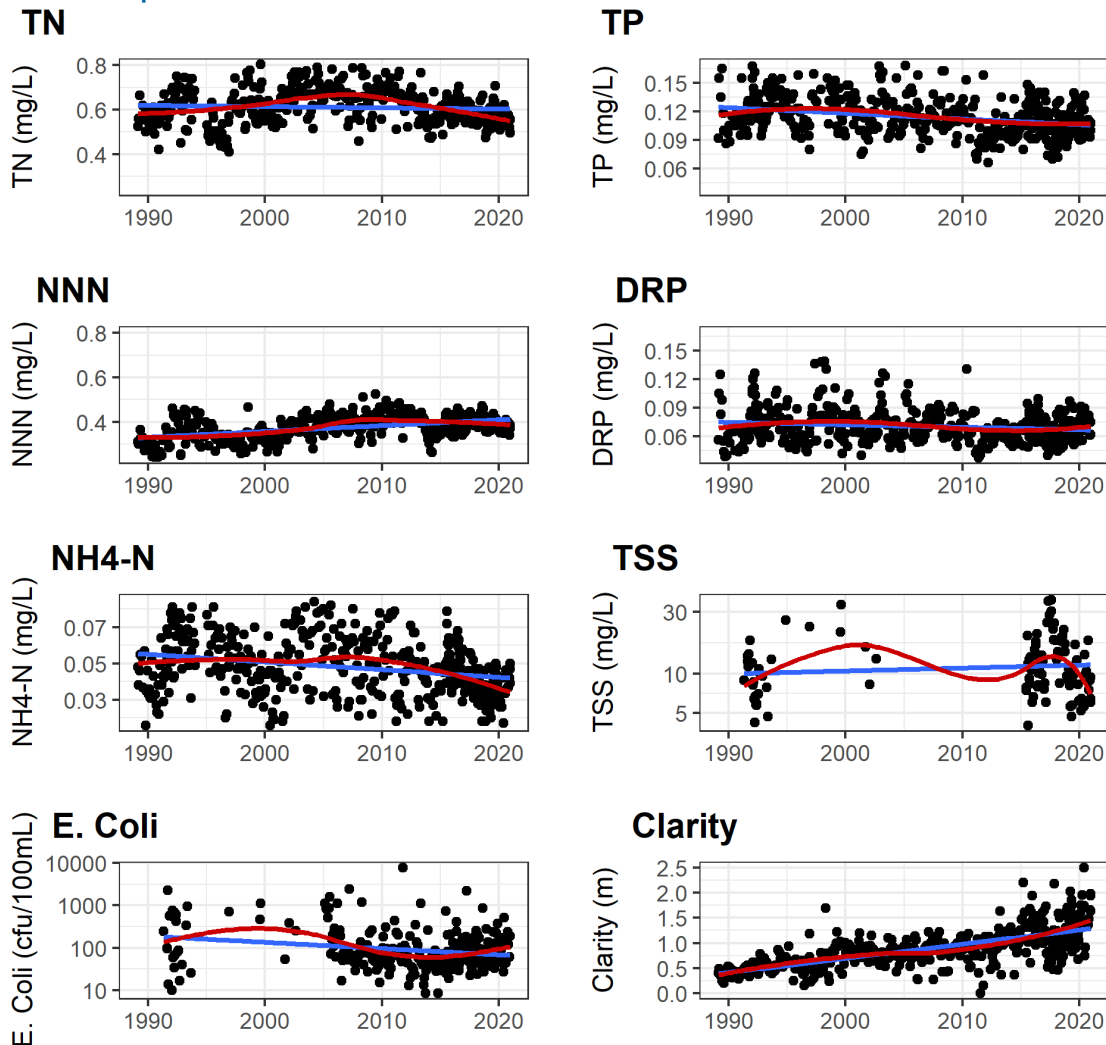 TN
TN (mg/L)
0.8
0.6
0.4
1990 2000 2010 2020
TP
TP (mg/L)
0.15
0.12
0.09
0.06
1990 2000 2010 2020
NNN
NNN (mg/L)
0.8
0.6
0.4
1990 2000 2010 2020
DRP
DRP (mg/L)
0.15
0.12
0.09
0.06
1990 2000 2010 2020
NH4-N
NH4-N (mg/L)
0.07
0.05
0.03
1990 2000 2010 2020
TSS
TSS (mg/L)
30
10
5
1990 2000 2010 2020
E. Coli
E. Coli (cfu/100mL)
10000
1000
100
10
1990 2000 2010 2020
Clarity
Clarity (m)
2.5
2.0
1.5
1.0
0.5
0.0
1990 2000 2010 2020